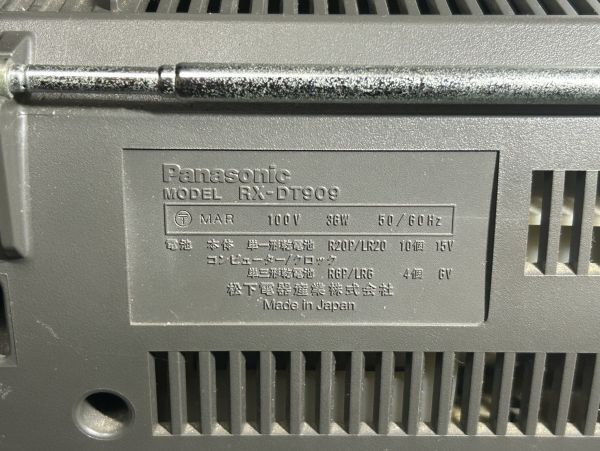 Panasonic
MODEL RX-DT909
Ⓣ MAR 100V 36W 50/60Hz
電池 本体 単一形乾電池 R20P/LR20 10個 15V
コンピューター/クロック
単三形乾電池 R6P/LR6 4個 6V
松下電器産業株式会社
Made in Japan